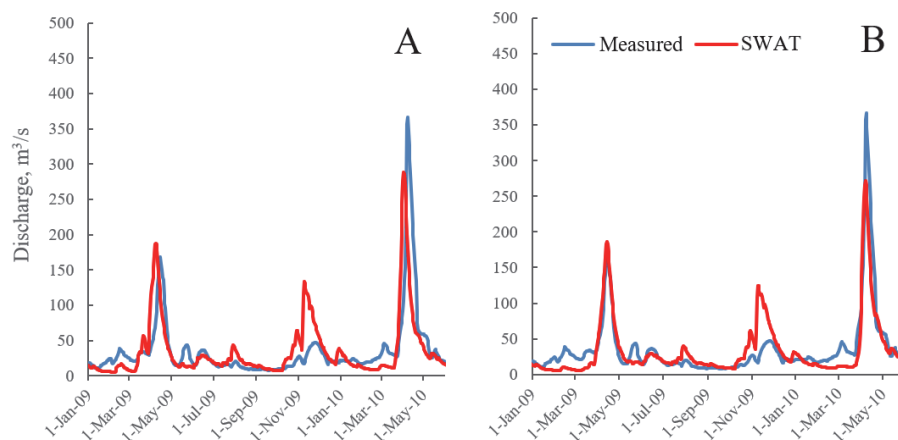 A
B
Measured
SWAT
Discharge, m³/s
500
450
400
350
300
250
200
150
100
50
0
1-Jan-09
1-Mar-09
1-May-09
1-Jul-09
1-Sep-09
1-Nov-09
1-Jan-10
1-Mar-10
1-May-10
500
450
400
350
300
250
200
150
100
50
0
1-Jan-09
1-Mar-09
1-May-09
1-Jul-09
1-Sep-09
1-Nov-09
1-Jan-10
1-Mar-10
1-May-10